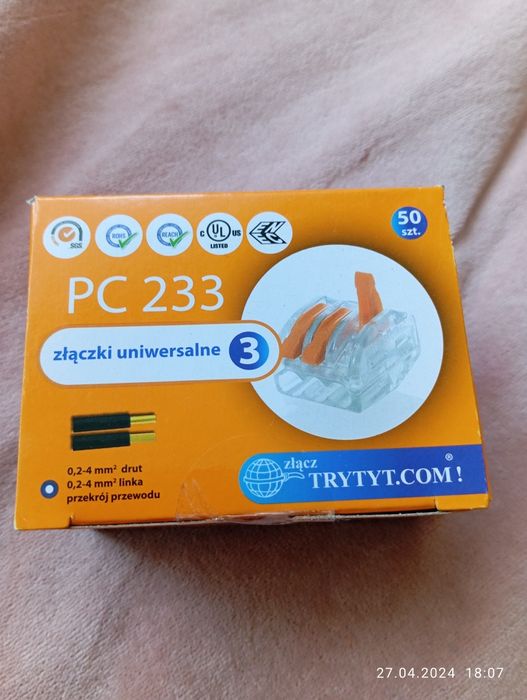 SGS
ROHS
REACH
C UL US
LISTED
50
szt.
PC 233
złączki uniwersalne 3
0,2-4 mm² drut
0,2-4 mm² linka
przekrój przewodu
złącz
TRYTYT.COM!®
27.04.2024 18:07